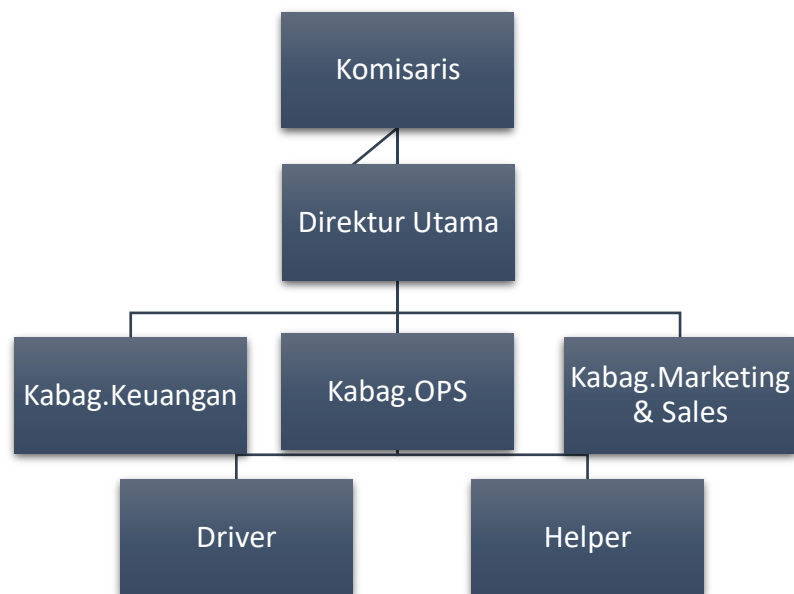 Komisaris
Direktur Utama
Kabag.Keuangan
Kabag.OPS
Kabag.Marketing
& Sales
Driver
Helper